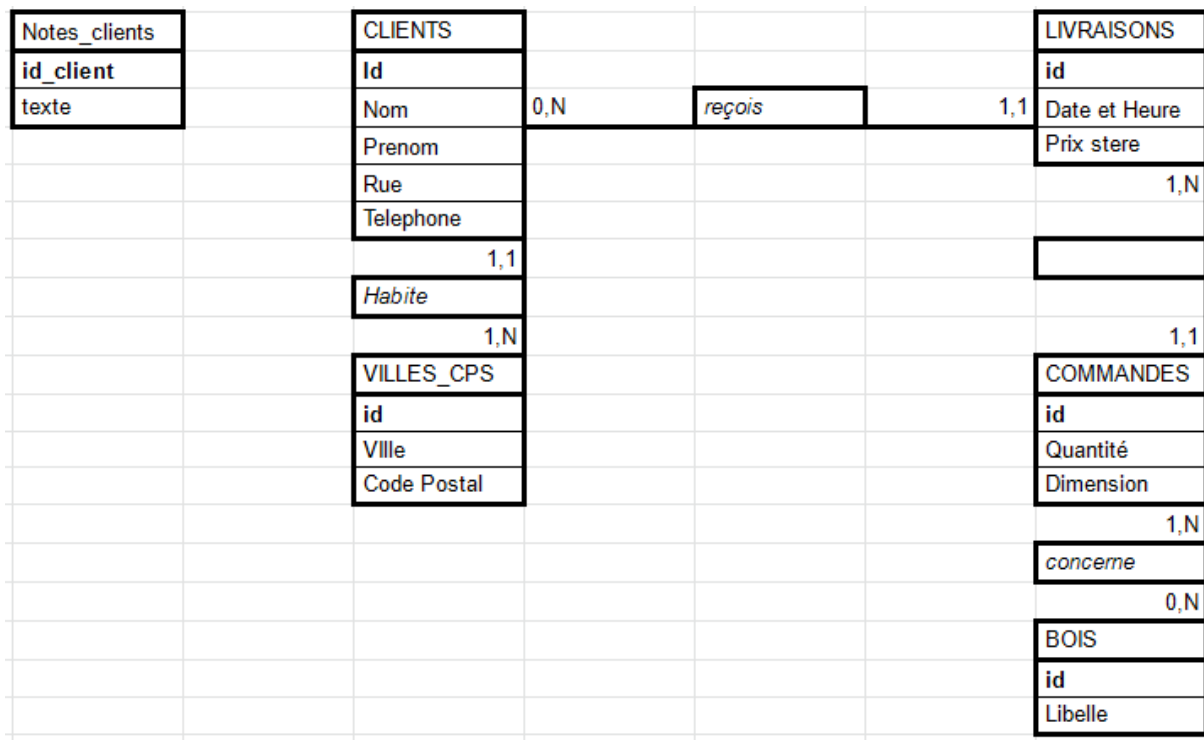 Notes_clients
id_client
texte
CLIENTS
Id
Nom
Prenom
Rue
Telephone
0,N
reçois
1,1
LIVRAISONS
id
Date et Heure
Prix stere
1,N
1,1
Habite
1,N
VILLES_CPS
id
VIlle
Code Postal
1,1
COMMANDES
id
Quantité
Dimension
1,N
concerne
0,N
BOIS
id
Libelle